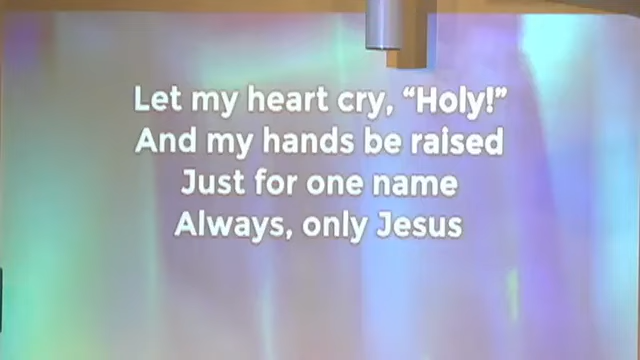 Let my heart cry, “Holy!”
And my hands be raised
Just for one name
Always, only Jesus